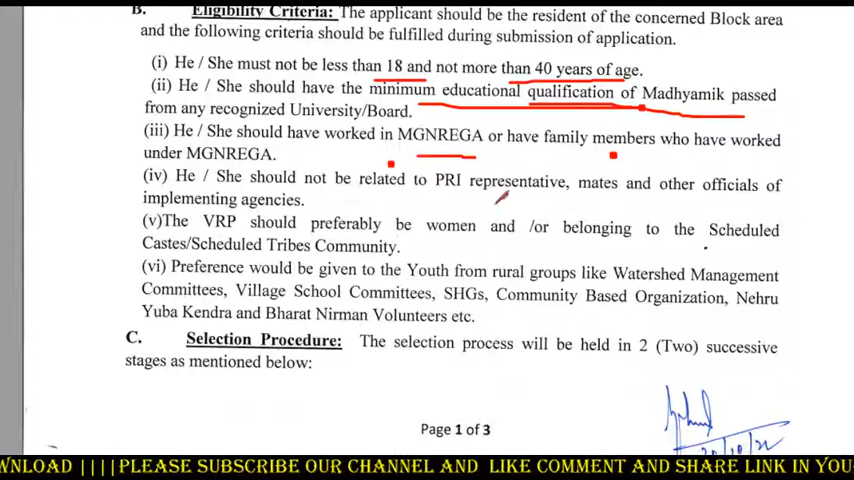 B. Eligibility Criteria: The applicant should be the resident of the concerned Block area
and the following criteria should be fulfilled during submission of application.
(i) He / She must not be less than 18 and not more than 40 years of age.
(ii) He / She should have the minimum educational qualification of Madhyamik passed
from any recognized University/Board.
(iii) He / She should have worked in MGNREGA or have family members who have worked
under MGNREGA.
(iv) He / She should not be related to PRI representative, mates and other officials of
implementing agencies.
(v)The VRP should preferably be women and /or belonging to the Scheduled
Castes/Scheduled Tribes Community.
(vi) Preference would be given to the Youth from rural groups like Watershed Management
Committees, Village School Committees, SHGs, Community Based Organization, Nehru
Yuba Kendra and Bharat Nirman Volunteers etc.
C. Selection Procedure: The selection process will be held in 2 (Two) successive
stages as mentioned below:
Page 1 of 3
WNLOAD ||||PLEASE SUBSCRIBE OUR CHANNEL AND LIKE COMMENT AND SHARE LINK IN YOU